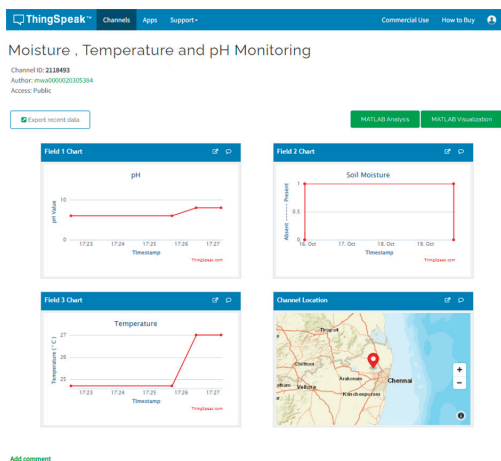 ThingSpeak™ Channels Apps Support Commercial Use How to Buy
Moisture , Temperature and pH Monitoring
Channel ID: 2118493
Author: mwa0000020305384
Access: Public
Export recent data
MATLAB Analysis
MATLAB Visualization
Field 1 Chart
pH
pH Value
10
0
17:23 17:24 17:25 17:26 17:27
Timestamp
ThingSpeak.com
Field 2 Chart
Soil Moisture
Absent -------- Present
1
0.5
0
16. Oct 17. Oct 18. Oct 19. Oct
Timestamp
ThingSpeak.com
Field 3 Chart
Temperature
Temperature ( ° C )
27
26
25
17:23 17:24 17:25 17:26 17:27
Timestamp
ThingSpeak.com
Channel Location
Tirupati
Chittoor
Arakonam
Chennai
Vellore
Kancheepuram
+
−
Add comment